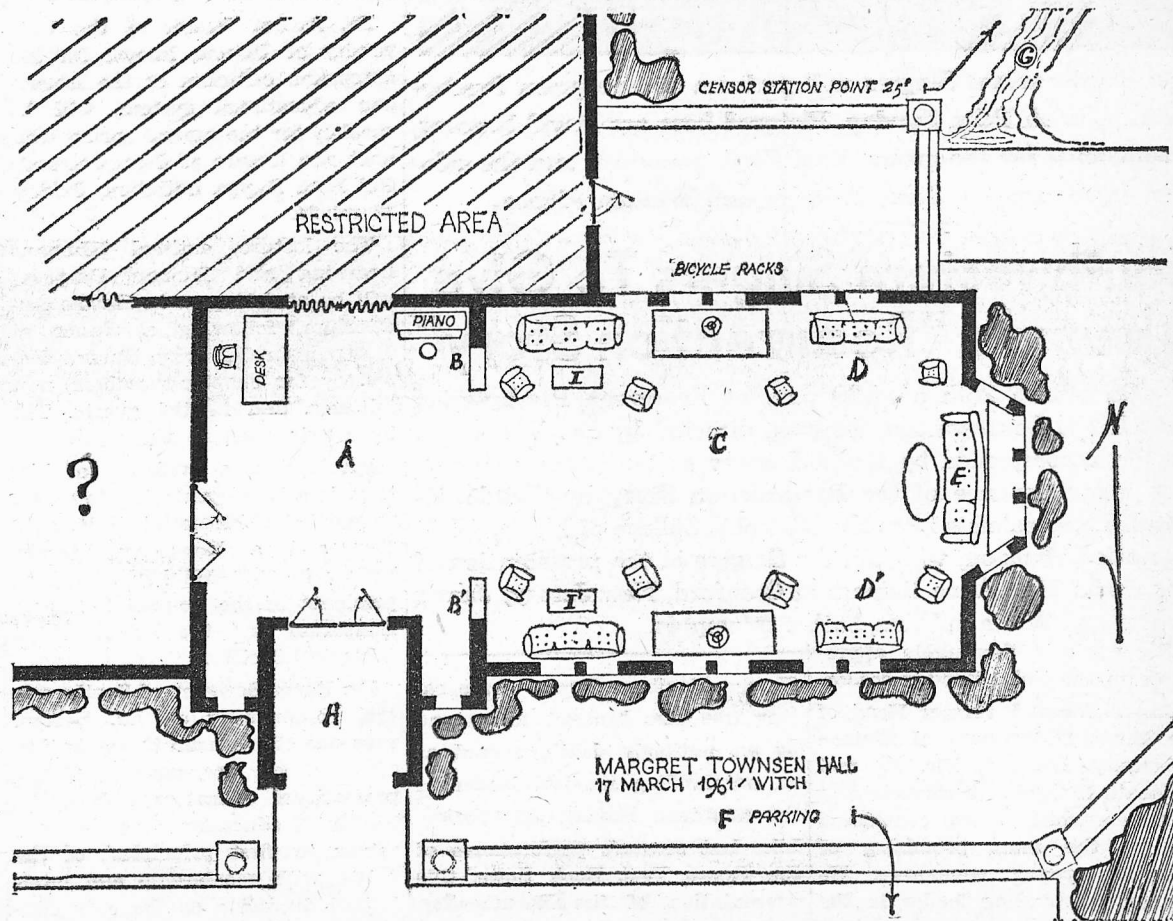 G
CENSOR STATION POINT 25'
RESTRICTED AREA
BICYCLE RACKS
PIANO
DESK
B
I
D
N
A
C
E
?
I'
D'
B'
H
MARGRET TOWNSEN HALL
17 MARCH 1961/WITCH
F PARKING